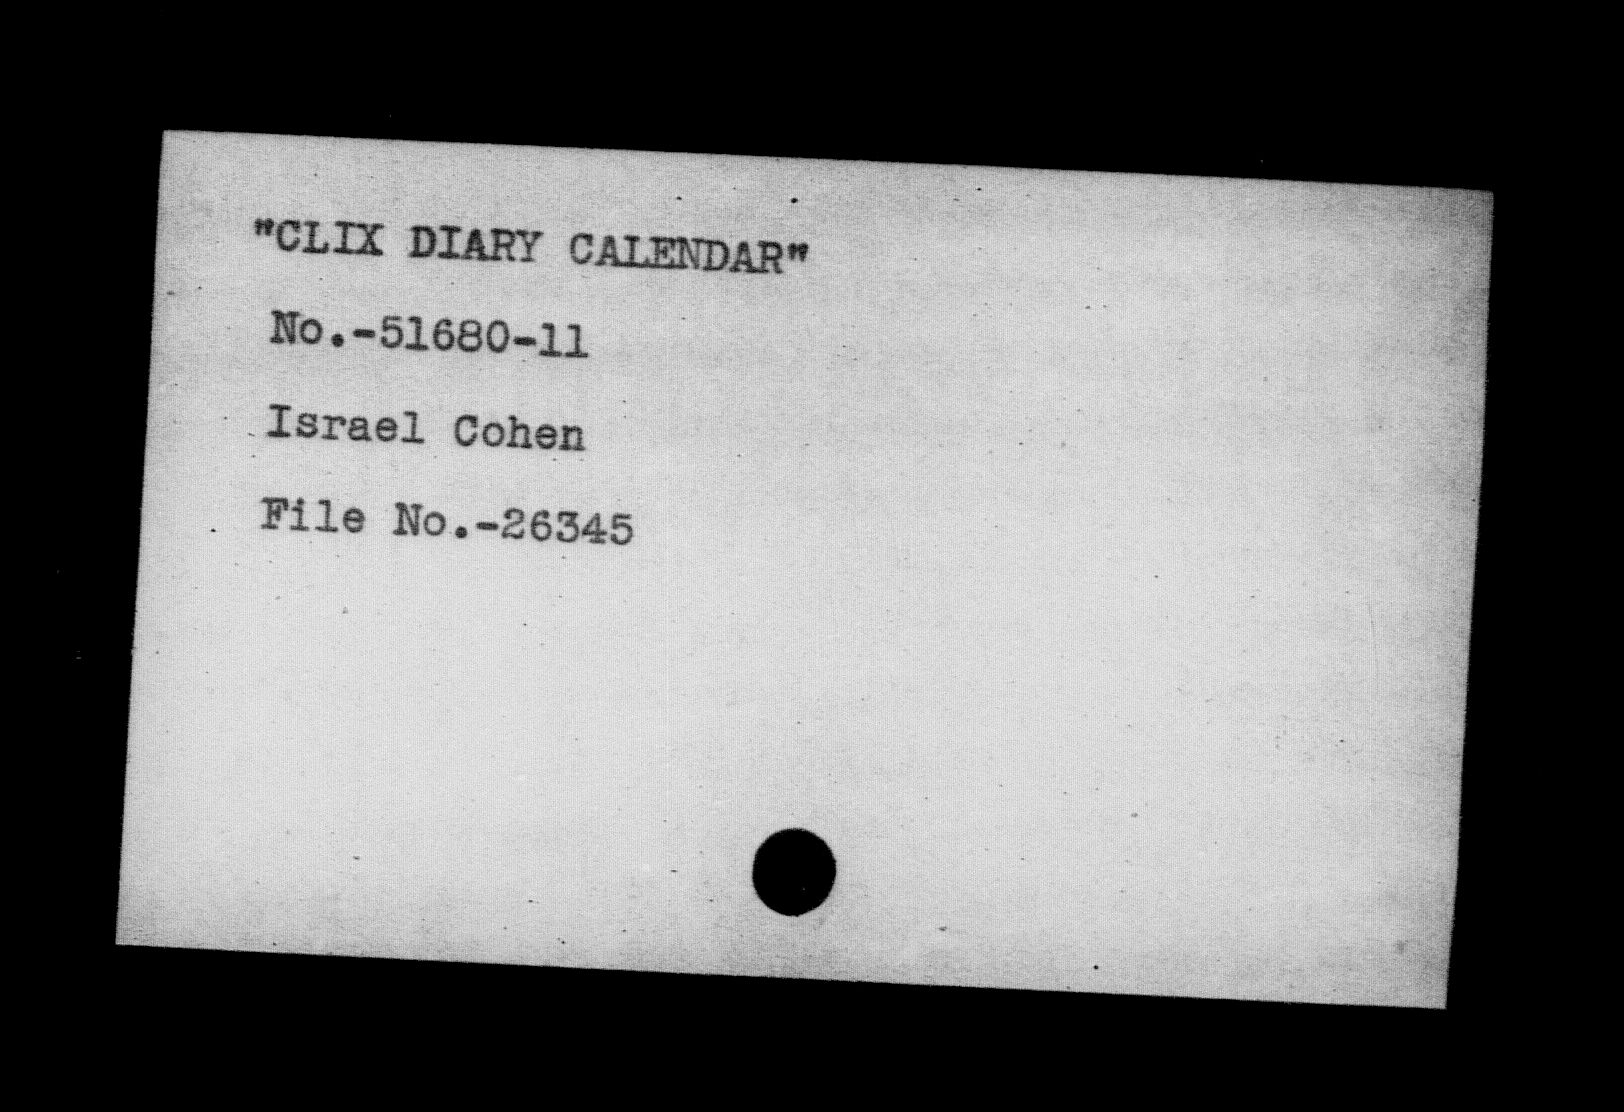 "CLIX DIARY CALENDAR"
No.-51680-11
Israel Cohen
File No.-26345